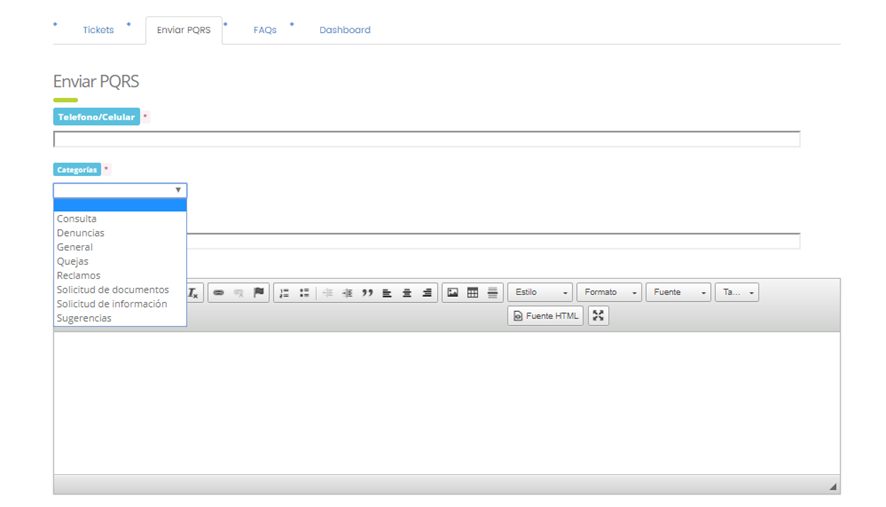 * Tickets * Enviar PQRS * FAQs * Dashboard
Enviar PQRS
Telefono/Celular *
Categorías *
Consulta
Denuncias
General
Quejas
Reclamos
Solicitud de documentos
Solicitud de información
Sugerencias
Estilo Formato Fuente Ta...
Fuente HTML